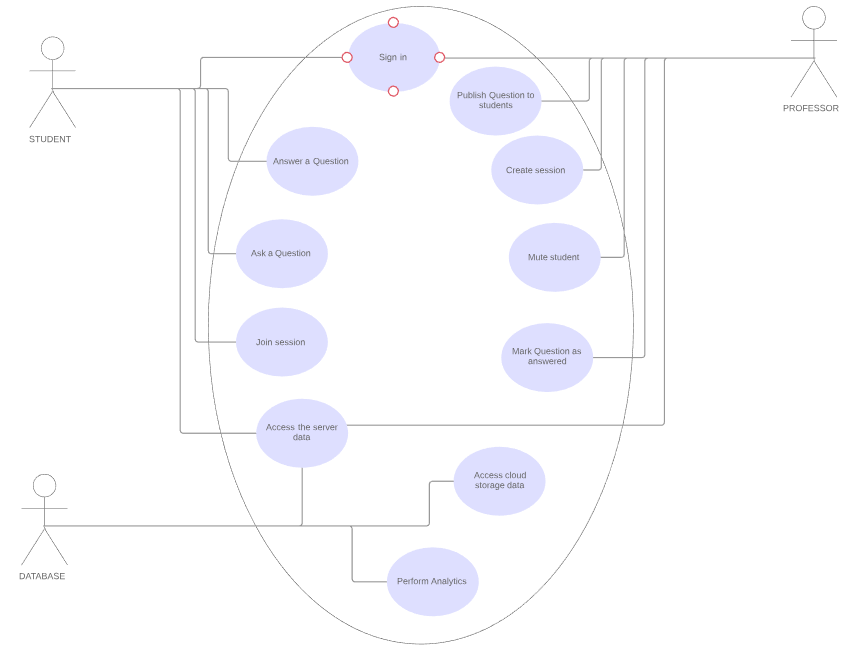 Sign in
PROFESSOR
Publish Question to
students
STUDENT
Answer a Question
Create session
Ask a Question
Mute student
Join session
Mark Question as
answered
Access the server
data
Access cloud
storage data
DATABASE
Perform Analytics